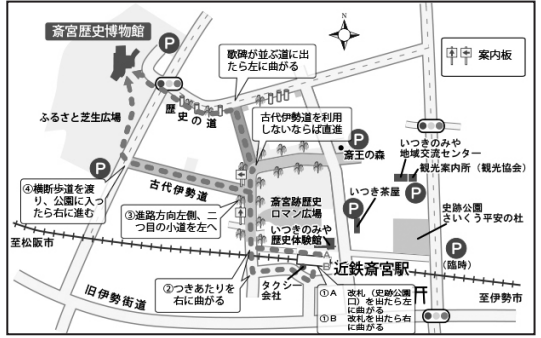 斎宮歴史博物館
P
N
案内板
歌碑が並ぶ道に出
たら左に曲がる
歴史の道
ふるさと芝生広場
古代伊勢道を利用
しないならば直進
P
斎王の森
いつきのみや
地域交流センター
観光案内所（観光協会）
P
いつき茶屋
P
④横断歩道を渡
り、公園に入っ
たら右に進む
古代伊勢道
斎宮跡歴史
ロマン広場
史跡公園
さいくう平安の杜
③進路方向左側、二
つ目の小道を左へ
いつきのみや
歴史体験館
P
（臨時）
至松阪市
A
B
近鉄斎宮駅
②つきあたりを
右に曲がる
タクシー
会社
旧伊勢街道
①A 改札（史跡公園
口）を出たら左
に曲がる
①B 改札を出たら右
に曲がる
至伊勢市